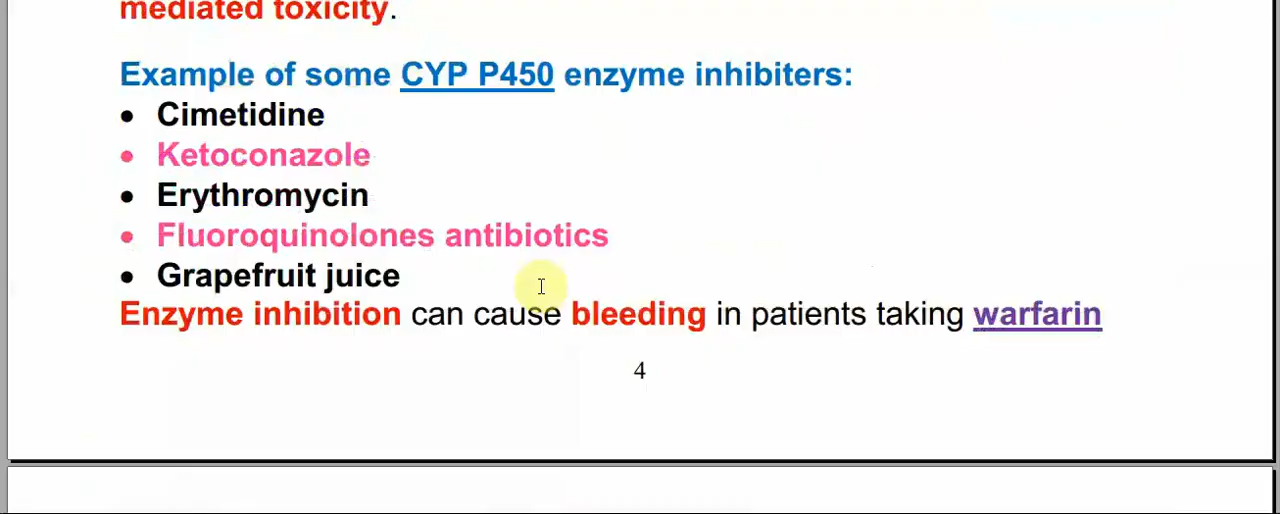 mediated toxicity.
Example of some CYP P450 enzyme inhibiters:
• Cimetidine
• Ketoconazole
• Erythromycin
• Fluoroquinolones antibiotics
• Grapefruit juice
Enzyme inhibition can cause bleeding in patients taking warfarin
4